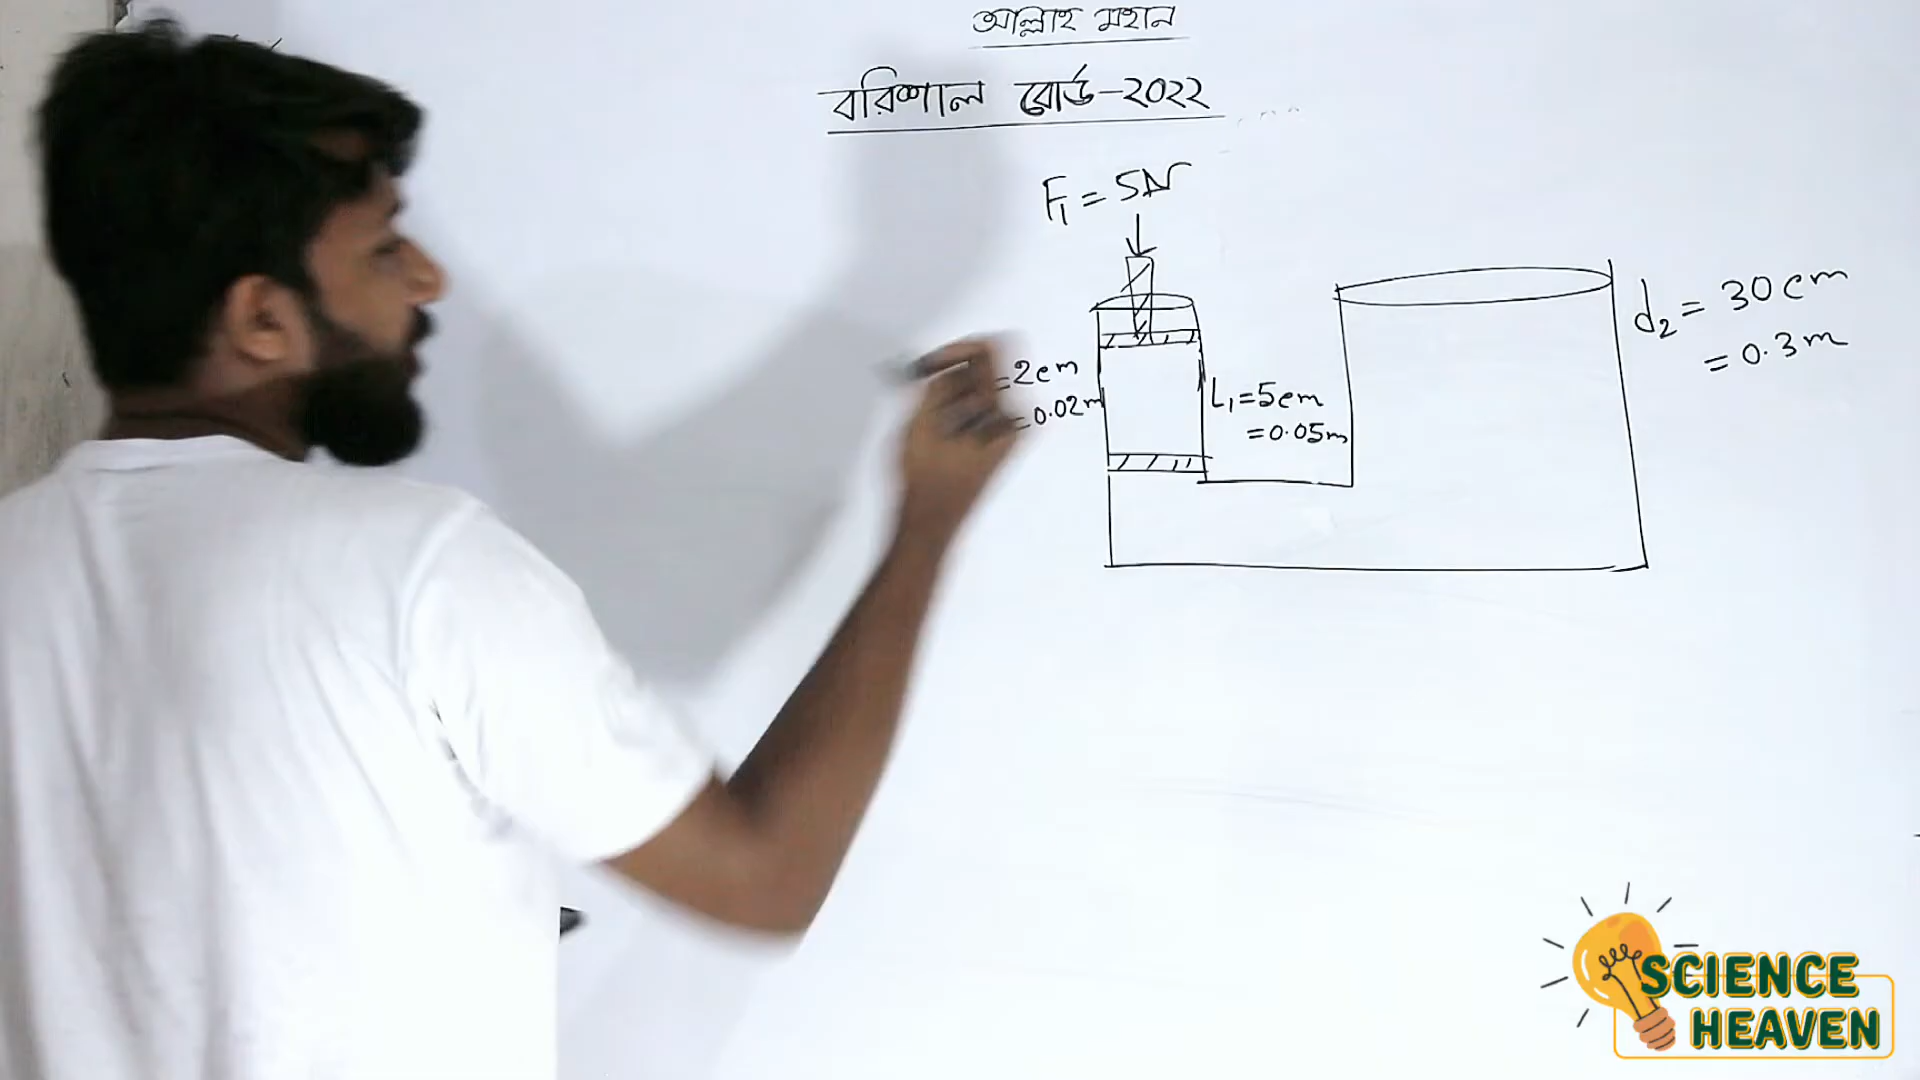 আল্লাহ মহান
বরিশাল বোর্ড-২০২২
F₁ = 5N
d₂ = 30 cm
= 0.3 m
=2cm
=0.02m
L₁=5cm
=0.05m
SCIENCE
HEAVEN